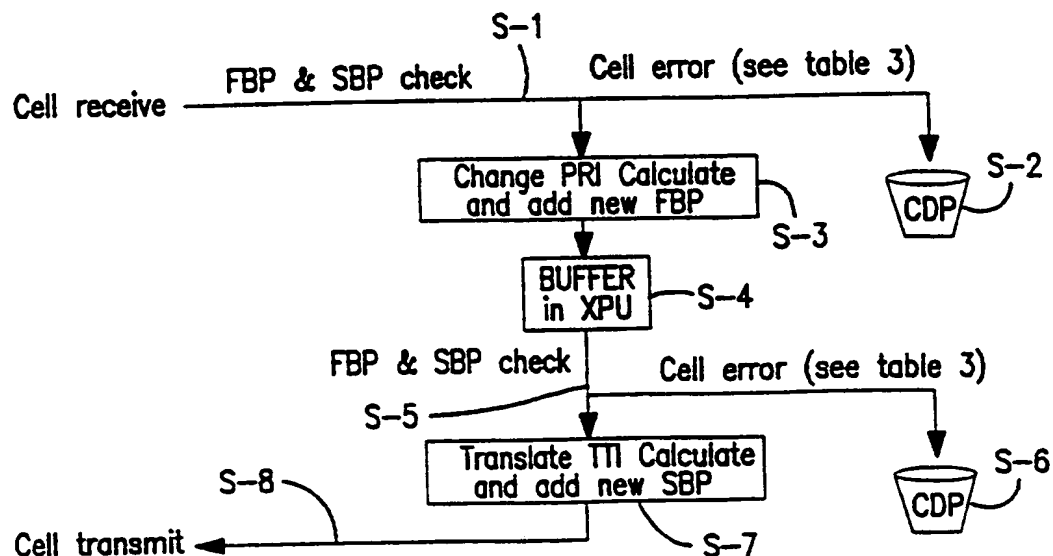 S-1
FBP & SBP check
Cell error (see table 3)
Cell receive
Change PRI Calculate
and add new FBP
S-3
CDP
S-2
BUFFER
in XPU
S-4
FBP & SBP check
Cell error (see table 3)
S-5
Translate TTI Calculate
and add new SBP
S-7
CDP
S-6
S-8
Cell transmit